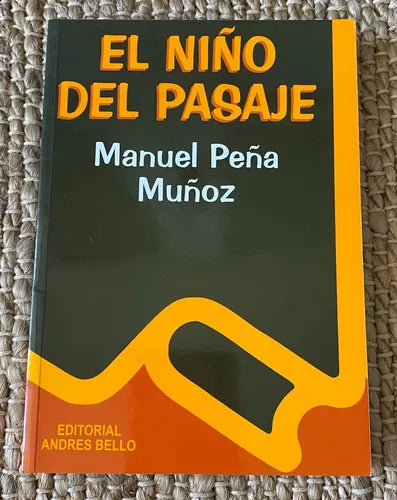 EL NIÑO
DEL PASAJE
Manuel Peña
Muñoz
EDITORIAL
ANDRES BELLO